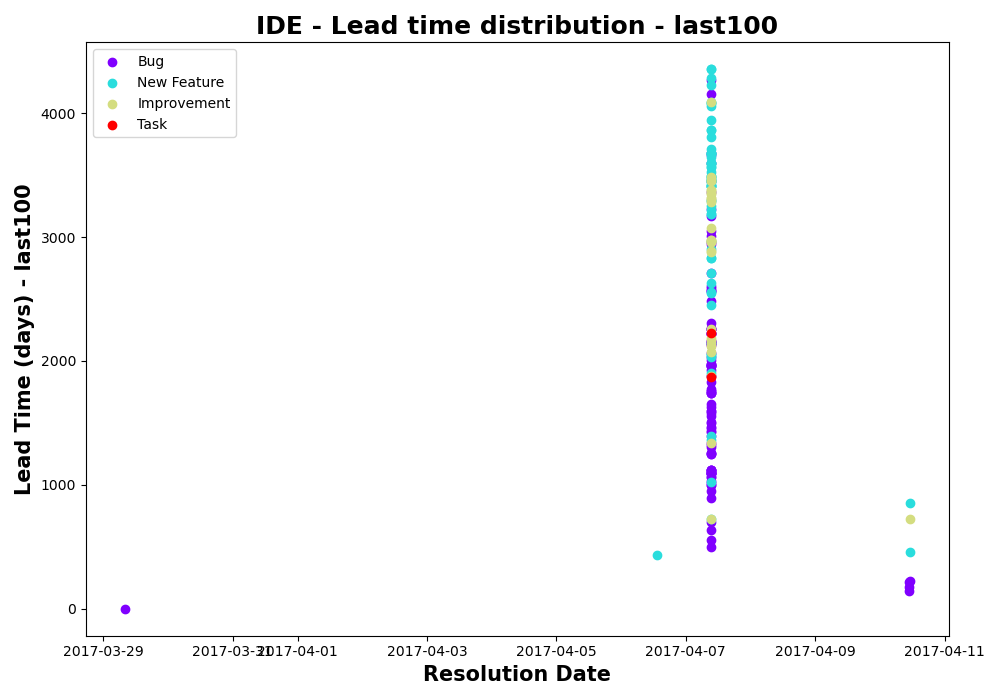 IDE - Lead time distribution - last100
Bug
New Feature
Improvement
Task
Lead Time (days) - last100
4000
3000
2000
1000
0
2017-03-29 2017-03-31 2017-04-01 2017-04-03 2017-04-05 2017-04-07 2017-04-09 2017-04-11
Resolution Date